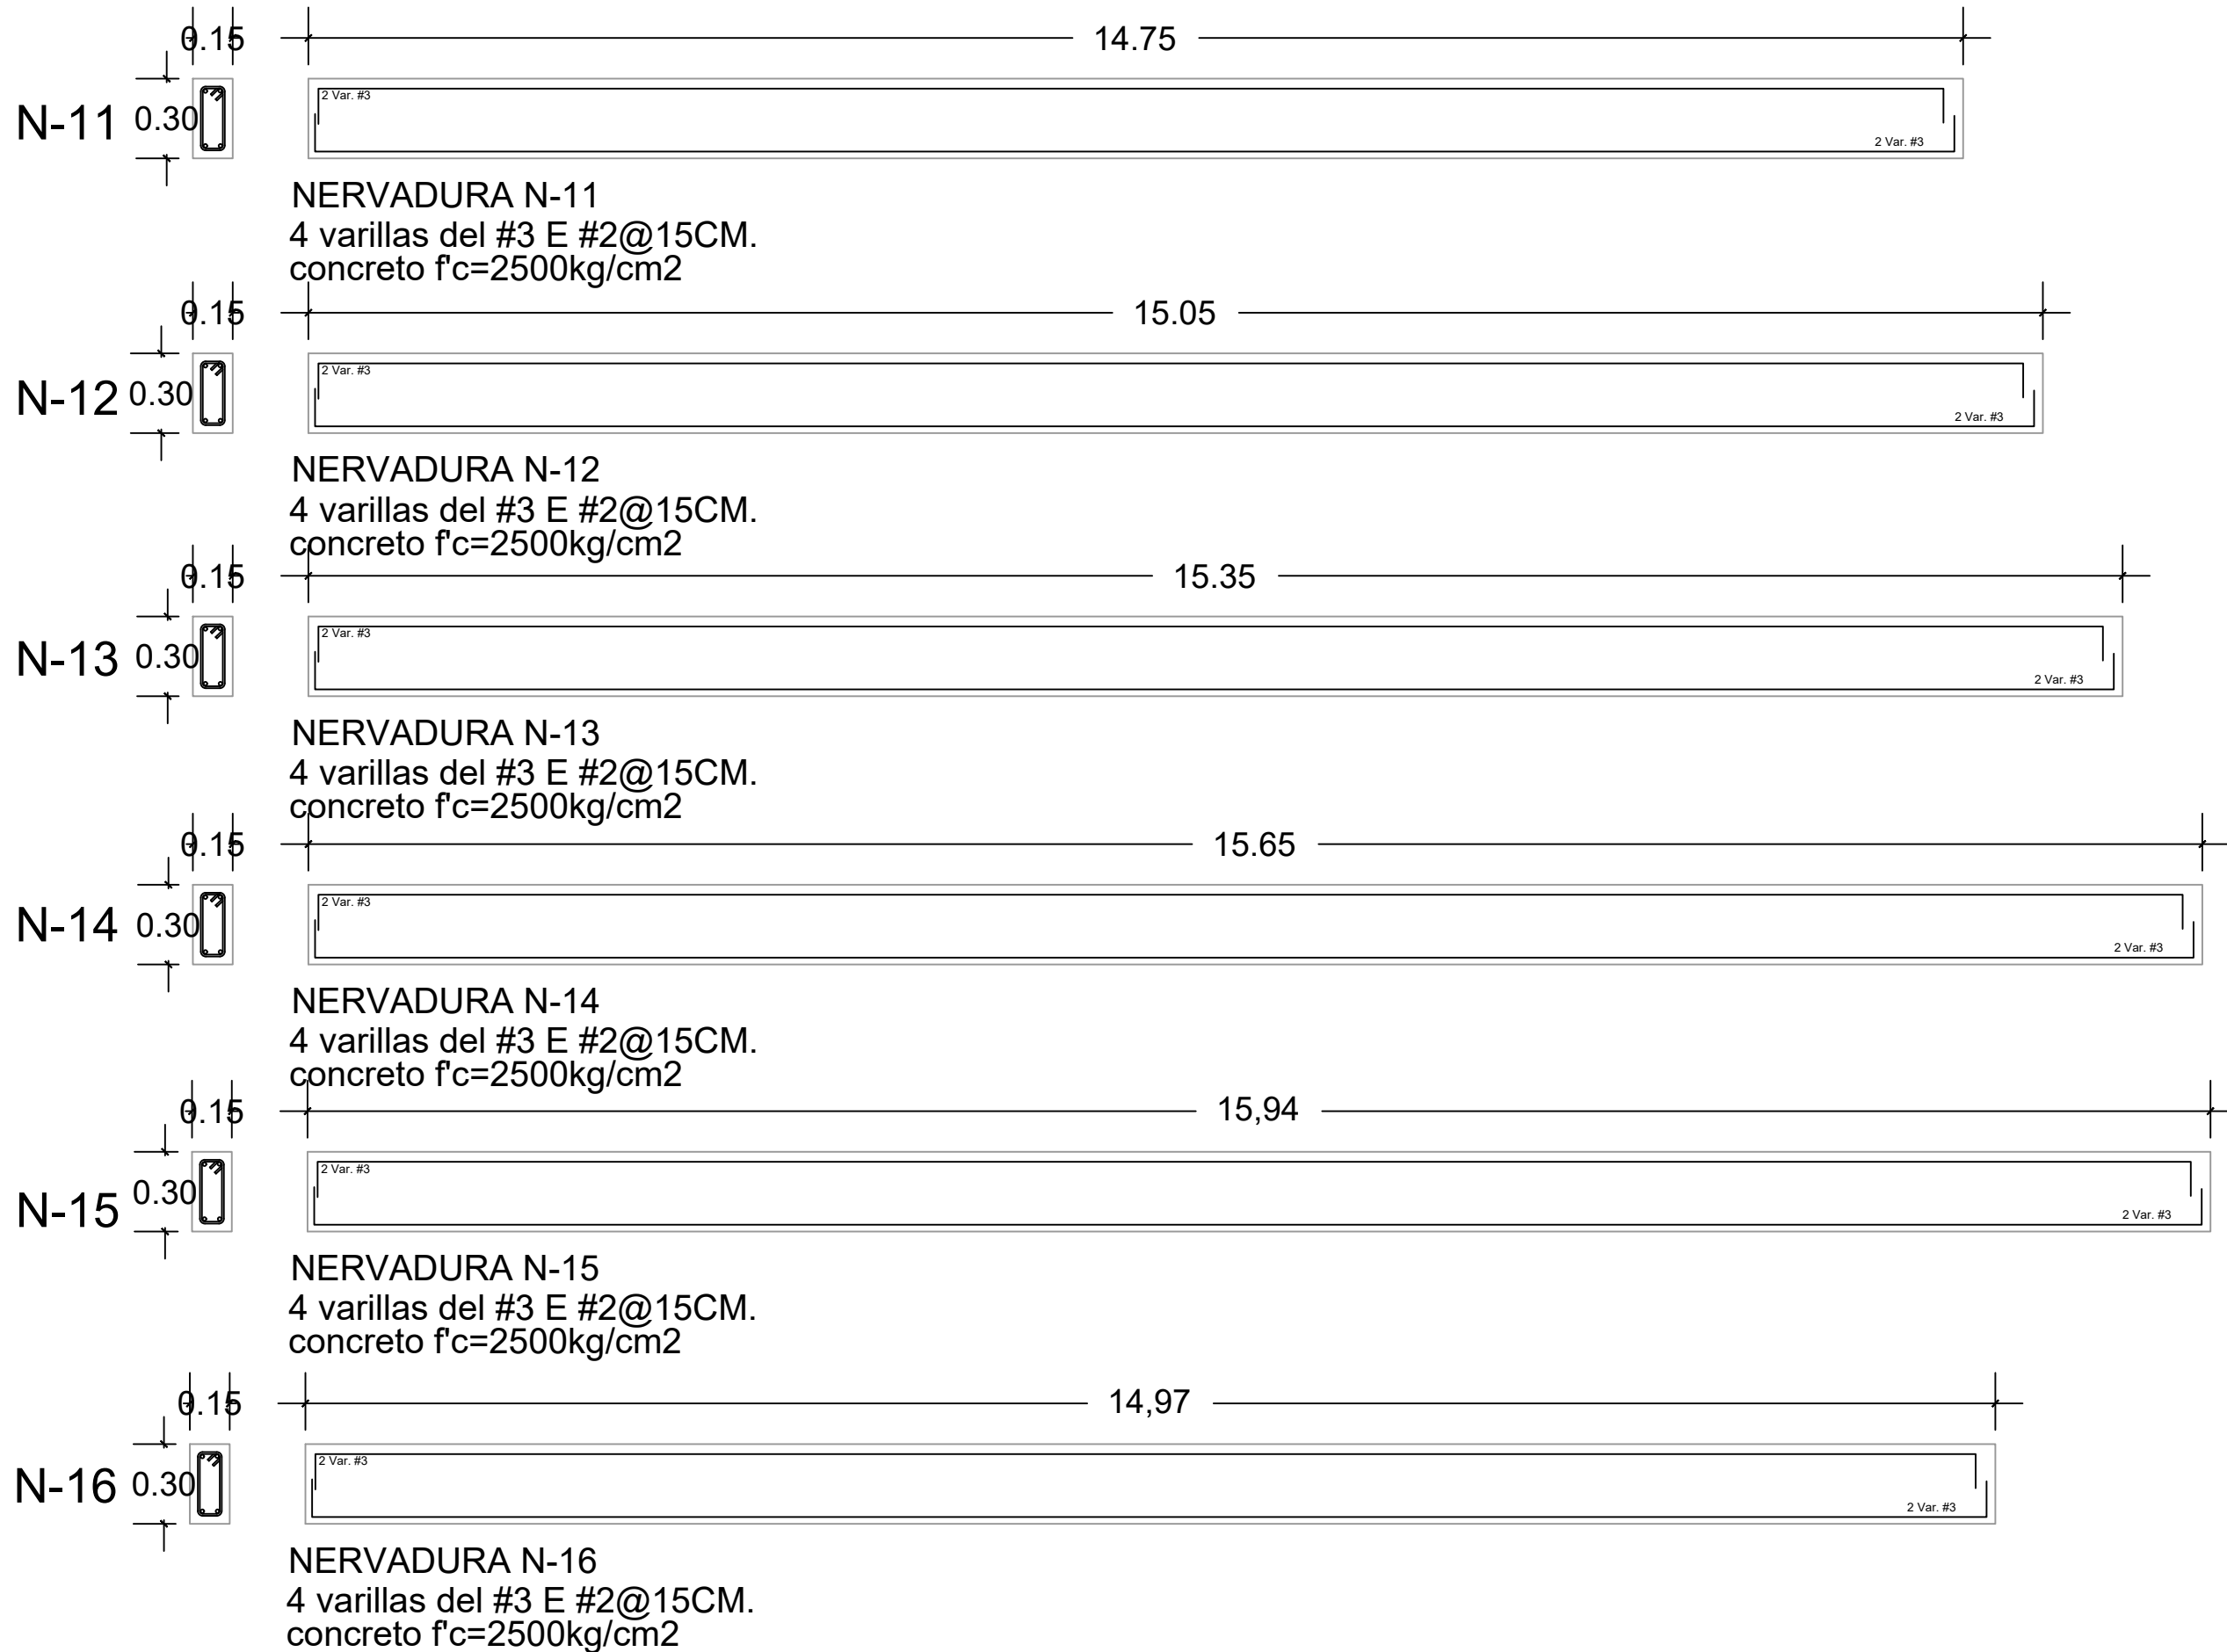 0.15
14.75
N-11
0.30
2 Var. #3
2 Var. #3
NERVADURA N-11
4 varillas del #3 E #2@15CM.
concreto f'c=2500kg/cm2
0.15
15.05
N-12
0.30
2 Var. #3
2 Var. #3
NERVADURA N-12
4 varillas del #3 E #2@15CM.
concreto f'c=2500kg/cm2
0.15
15.35
N-13
0.30
2 Var. #3
2 Var. #3
NERVADURA N-13
4 varillas del #3 E #2@15CM.
concreto f'c=2500kg/cm2
0.15
15.65
N-14
0.30
2 Var. #3
2 Var. #3
NERVADURA N-14
4 varillas del #3 E #2@15CM.
concreto f'c=2500kg/cm2
0.15
15,94
N-15
0.30
2 Var. #3
2 Var. #3
NERVADURA N-15
4 varillas del #3 E #2@15CM.
concreto f'c=2500kg/cm2
0.15
14,97
N-16
0.30
2 Var. #3
2 Var. #3
NERVADURA N-16
4 varillas del #3 E #2@15CM.
concreto f'c=2500kg/cm2